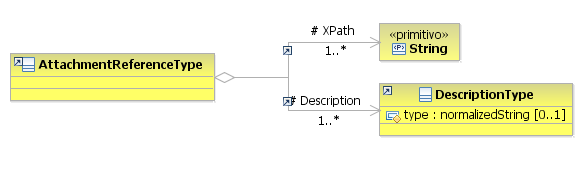 # XPath
1..*
«primitivo»
String
AttachmentReferenceType
# Description
1..*
DescriptionType
type : normalizedString [0..1]